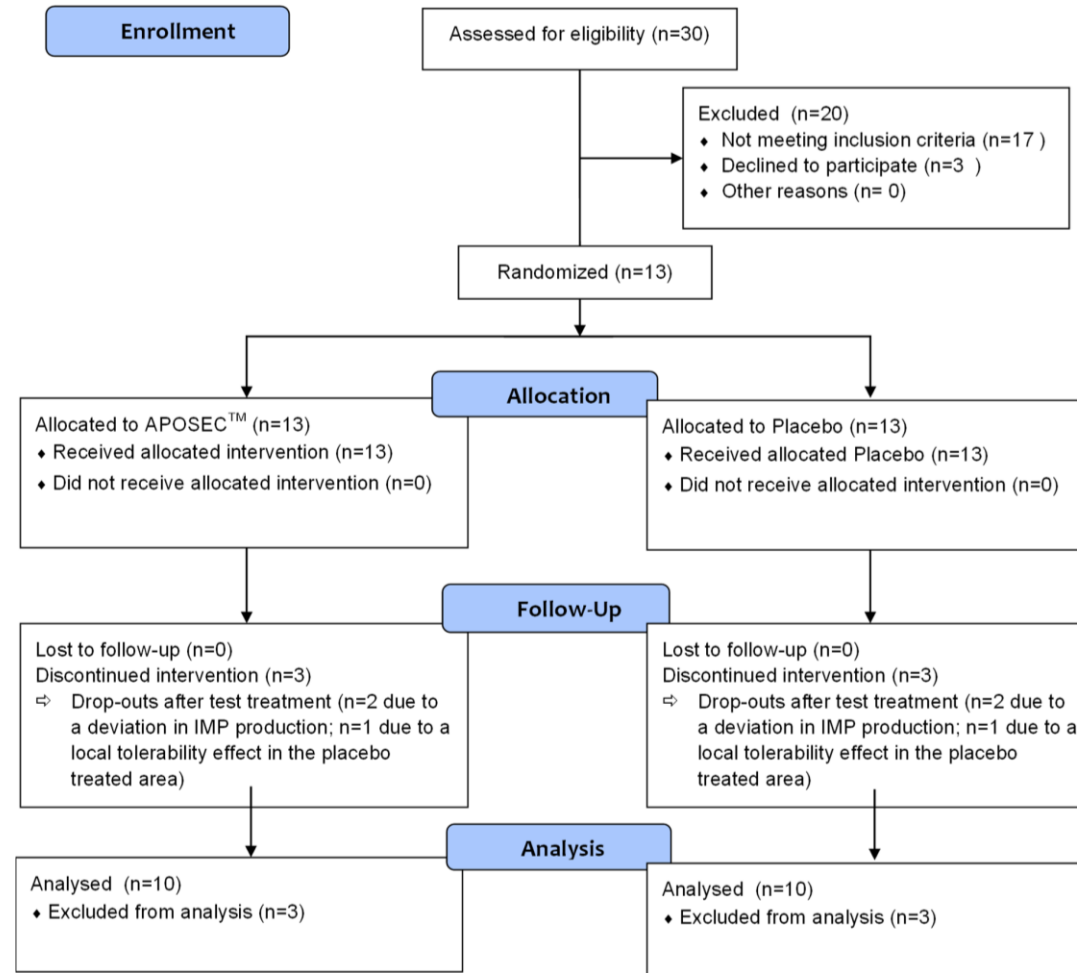 Enrollment
Assessed for eligibility (n=30)
Excluded (n=20)
♦ Not meeting inclusion criteria (n=17 )
♦ Declined to participate (n=3 )
♦ Other reasons (n= 0)
Randomized (n=13)
Allocation
Allocated to APOSEC™ (n=13)
♦ Received allocated intervention (n=13)
♦ Did not receive allocated intervention (n=0)
Allocated to Placebo (n=13)
♦ Received allocated Placebo (n=13)
♦ Did not receive allocated intervention (n=0)
Follow-Up
Lost to follow-up (n=0)
Discontinued intervention (n=3)
⇨ Drop-outs after test treatment (n=2 due to
a deviation in IMP production; n=1 due to a
local tolerability effect in the placebo
treated area)
Lost to follow-up (n=0)
Discontinued intervention (n=3)
⇨ Drop-outs after test treatment (n=2 due to
a deviation in IMP production; n=1 due to a
local tolerability effect in the placebo
treated area)
Analysis
Analysed (n=10)
♦ Excluded from analysis (n=3)
Analysed (n=10)
♦ Excluded from analysis (n=3)